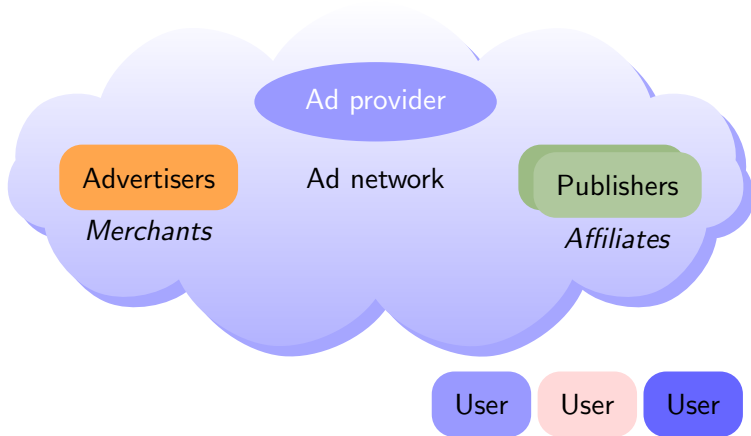 Ad provider
Advertisers
Ad network
Publishers
Merchants
Affiliates
User
User
User